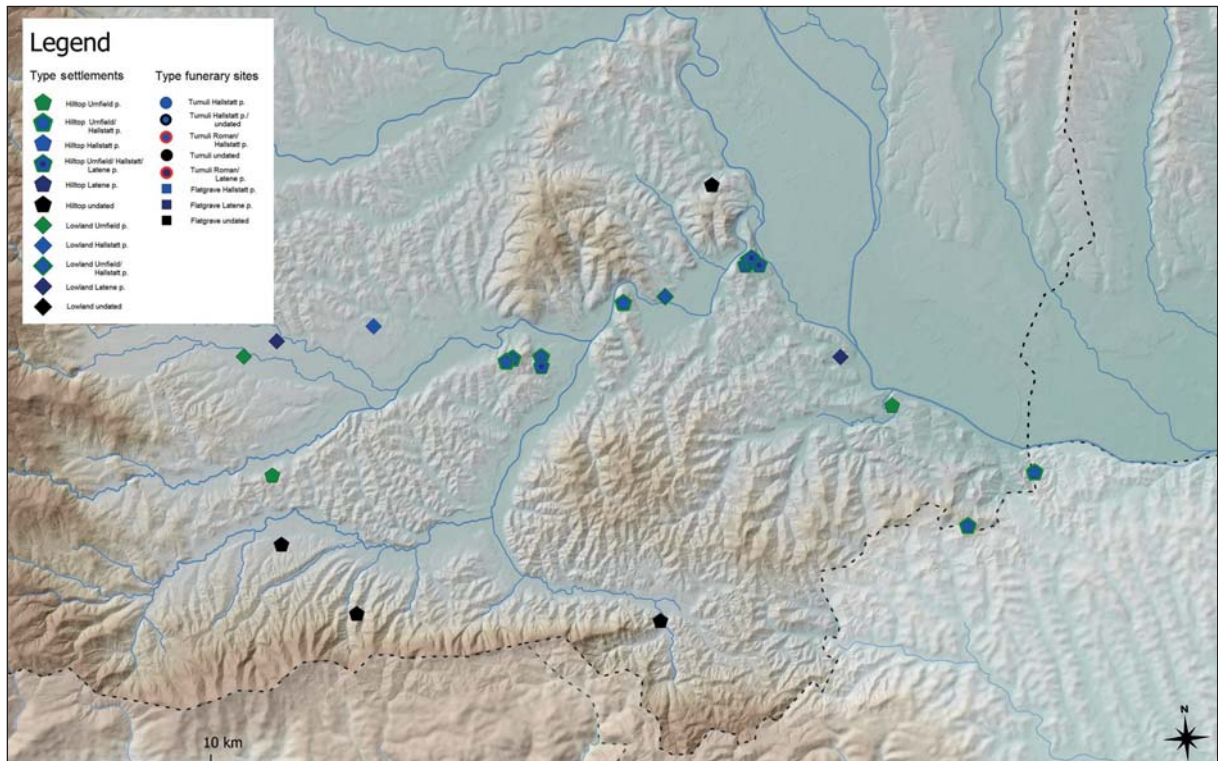 Legend
Type settlements
Hilltop Urnfield p.
Hilltop Urnfield/
Hallstatt p.
Hilltop Hallstatt p.
Hilltop Urnfield/ Hallstatt/
Latene p.
Hilltop Latene p.
Hilltop undated
Lowland Urnfield p.
Lowland Hallstatt p.
Lowland Urnfield/
Hallstatt p.
Lowland Latene p.
Lowland undated
Type funerary sites
Tumuli Hallstatt p.
Tumuli Hallstatt p./
undated
Tumuli Roman/
Hallstatt p.
Tumuli undated
Tumuli Roman/
Latene p.
Flatgrave Hallstatt p.
Flatgrave Latene p.
Flatgrave undated
10 km
N